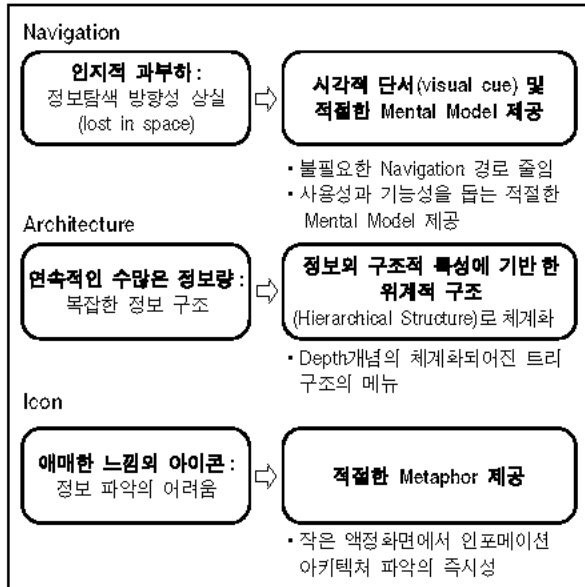 Navigation
인지적 과부하 :
정보탐색 방향성 상실
(lost in space)
시각적 단서(visual cue) 및
적절한 Mental Model 제공
• 불필요한 Navigation 경로 줄임
• 사용성과 기능성을 돕는 적절한
Mental Model 제공
Architecture
연속적인 수많은 정보량 :
복잡한 정보 구조
정보의 구조적 특성에 기반 한
위계적 구조
(Hierarchical Structure)로 체계화
• Depth개념의 체계화되어진 트리
구조의 메뉴
Icon
애매한 느낌의 아이콘 :
정보 파악의 어려움
적절한 Metaphor 제공
• 작은 액정화면에서 인포메이션
아키텍처 파악의 즉시성